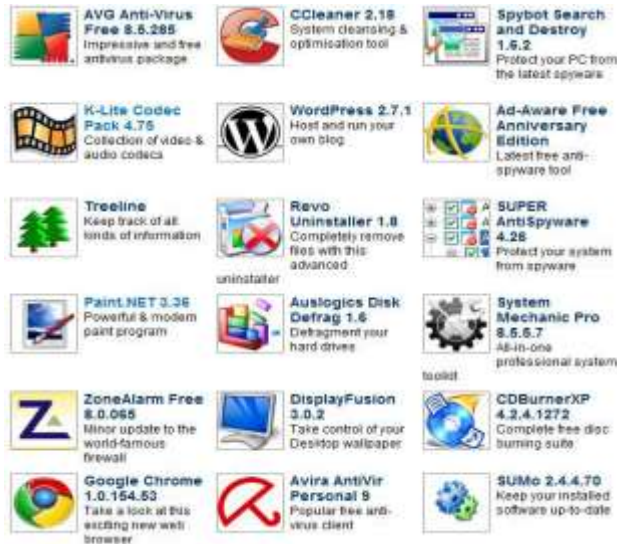 AVG Anti-Virus
Free 8.5.285
Impressive and free
antivirus package
CCleaner 2.18
System cleansing &
optimisation tool
Spybot Search
and Destroy
1.6.2
Protect your PC from
the latest spyware
K-Lite Codec
Pack 4.75
Collection of video &
audio codecs
WordPress 2.7.1
Host and run your
own blog
Ad-Aware Free
Anniversary
Edition
Latest free anti-
spyware tool
Treeline
Keep track of all
kinds of information
Revo
Uninstaller 1.8
Completely remove
files with this
advanced
uninstaller
SUPER
AntiSpyware
4.26
Protect your system
from spyware
Paint.NET 3.36
Powerful & modern
paint program
Auslogics Disk
Defrag 1.6
Defragment your
hard drives
System
Mechanic Pro
8.5.5.7
All-in-one
professional system
toolkit
ZoneAlarm Free
8.0.065
Minor update to the
world-famous
firewall
DisplayFusion
3.0.2
Take control of your
Desktop wallpaper
CDBurnerXP
4.2.4.1272
Complete free disc
burning suite
Google Chrome
1.0.154.53
Take a look at this
exciting new web
browser
Avira AntiVir
Personal 9
Popular free anti-
virus client
SUMo 2.4.4.70
Keep your installed
software up-to-date